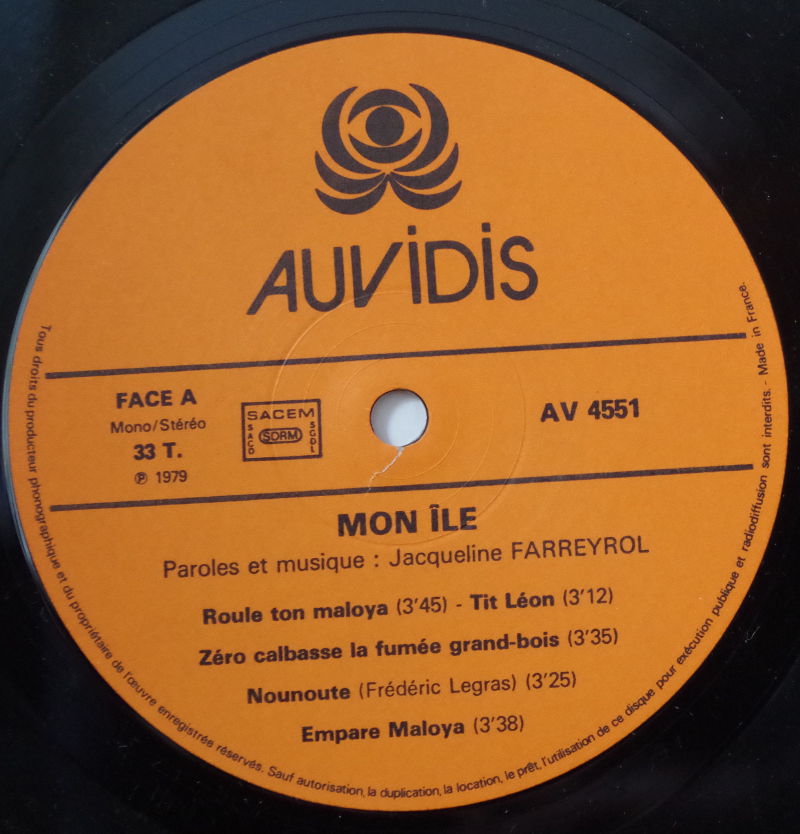 AUViDiS
FACE A
Mono/Stéréo
33 T.
℗ 1979
SACEM
SACD
SORM
SGDL
AV 4551
MON ÎLE
Paroles et musique : Jacqueline FARREYROL
Roule ton maloya (3'45) - Tit Léon (3'12)
Zéro calbasse la fumée grand-bois (3'35)
Nounoute (Frédéric Legras) (3'25)
Empare Maloya (3'38)
Tous droits du producteur phonographique et du propriétaire de l'œuvre enregistrée réservés. Sauf autorisation, la duplication, la location, le prêt, l'utilisation de ce disque pour exécution publique et radiodiffusion sont interdits. - Made in France.